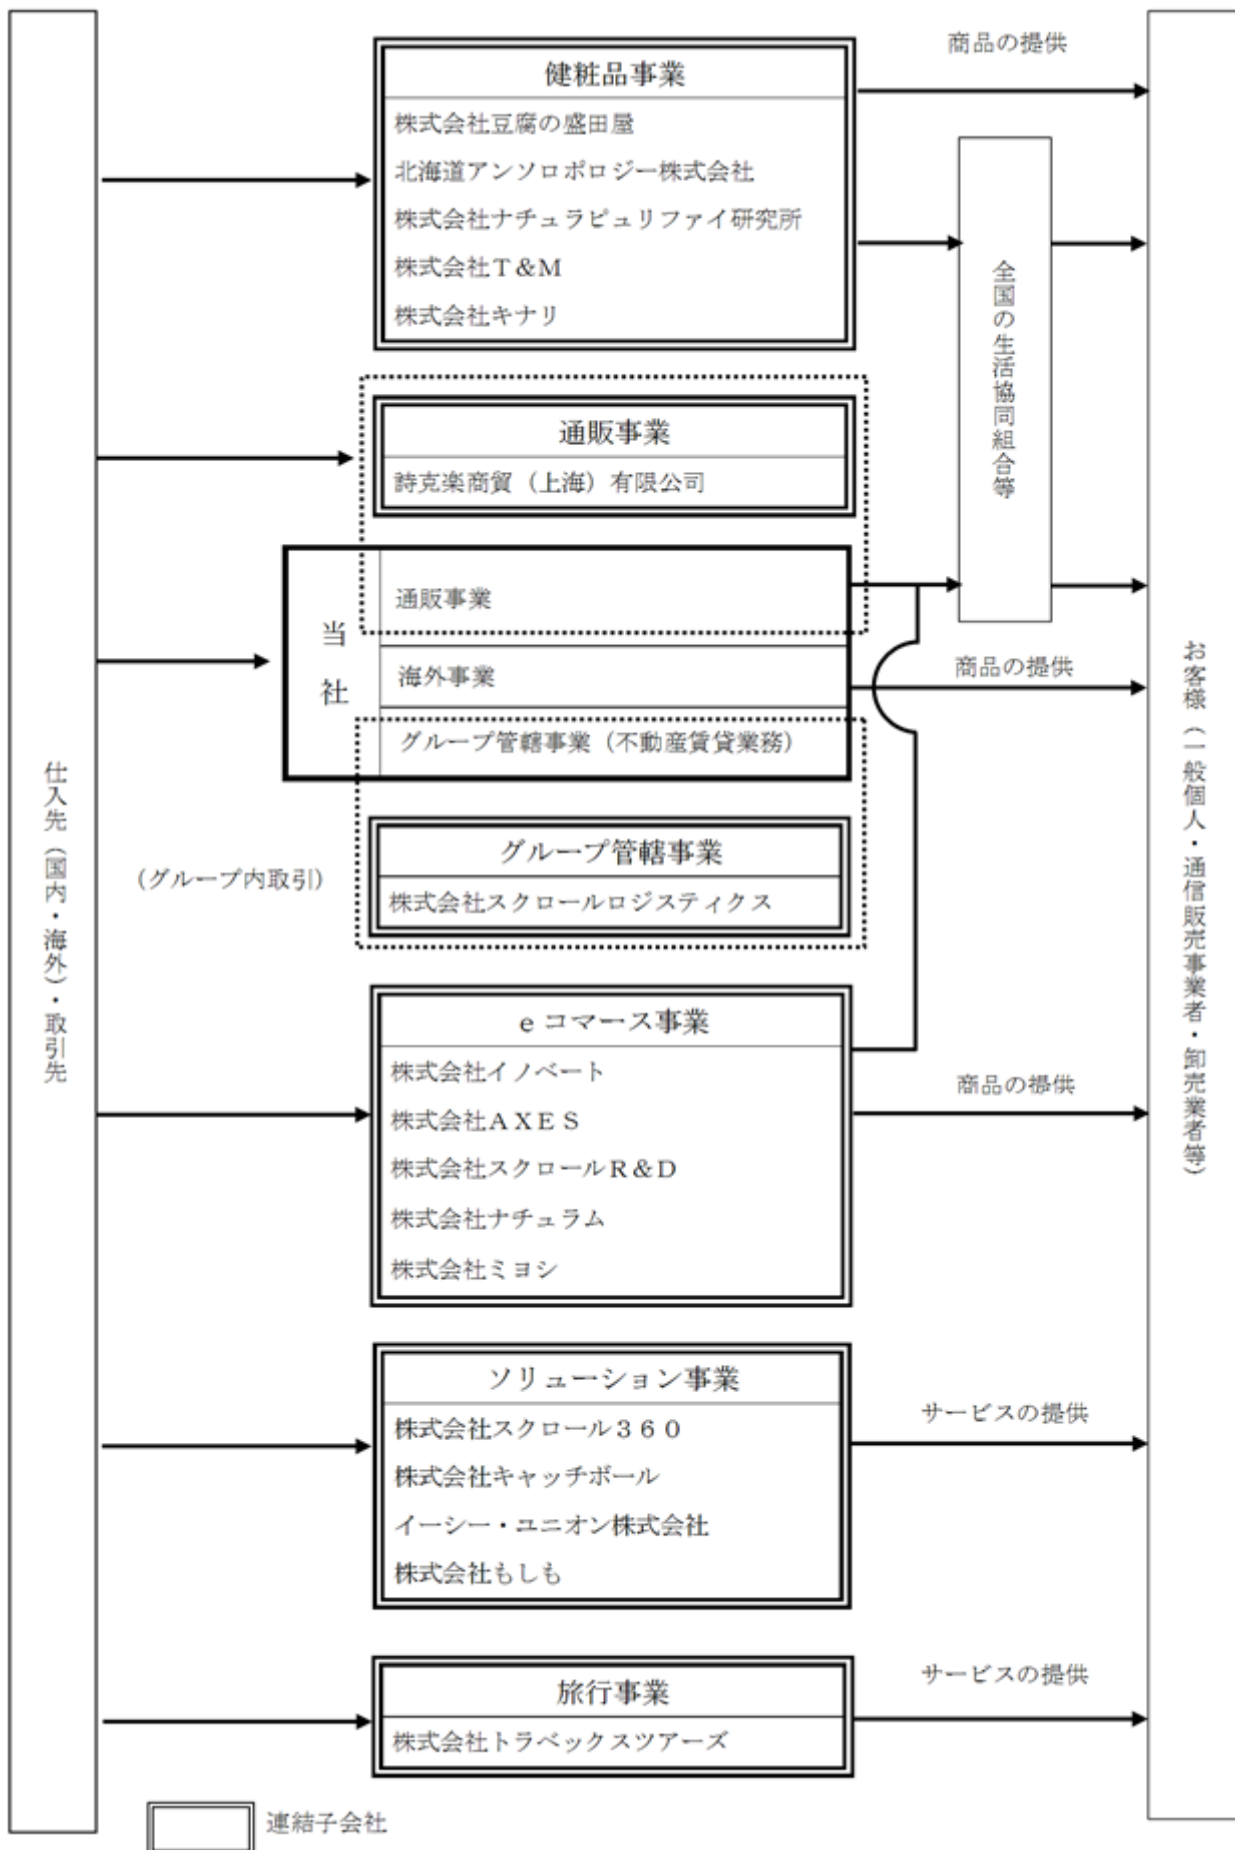 仕入先（国内・海外）・取引先
健粧品事業
株式会社豆腐の盛田屋
北海道アンソロポロジー株式会社
株式会社ナチュラピュリファイ研究所
株式会社Ｔ＆Ｍ
株式会社キナリ
商品の提供
全国の生活協同組合等
通販事業
詩克楽商貿（上海）有限公司
当社
通販事業
海外事業
グループ管轄事業（不動産賃貸業務）
商品の提供
（グループ内取引）
グループ管轄事業
株式会社スクロールロジスティクス
ｅコマース事業
株式会社イノベート
株式会社ＡＸＥＳ
株式会社スクロールＲ＆Ｄ
株式会社ナチュラム
株式会社ミヨシ
商品の提供
ソリューション事業
株式会社スクロール３６０
株式会社キャッチボール
イーシー・ユニオン株式会社
株式会社もしも
サービスの提供
旅行事業
株式会社トラベックスツアーズ
サービスの提供
お客様（一般個人・通信販売事業者・卸売業者等）
連結子会社